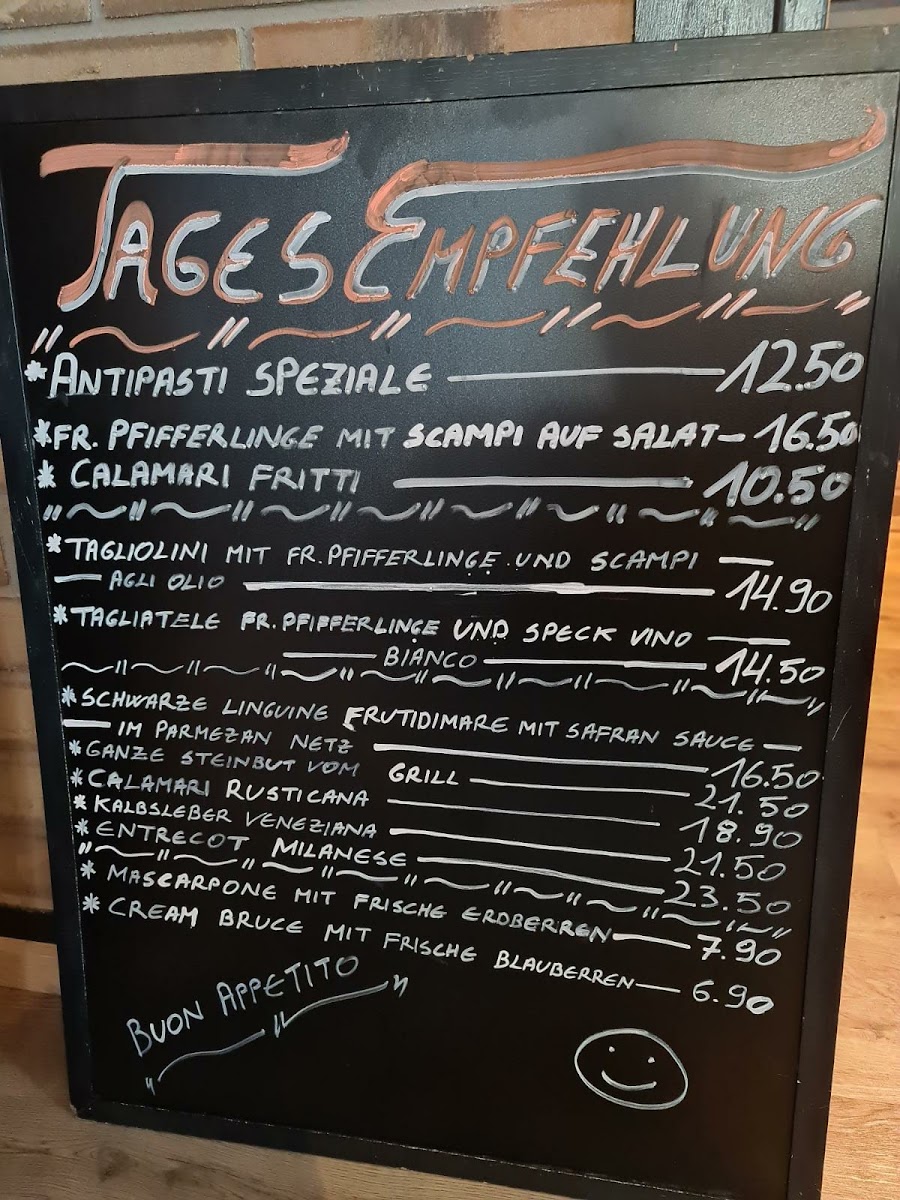 TAGES EMPFEHLUNG
*ANTIPASTI SPEZIALE — 12.50
*FR. PFIFFERLINGE MIT SCAMPI AUF SALAT — 16.50
* CALAMARI FRITTI — 10.50
*TAGLIOLINI MIT FR. PFIFFERLINGE UND SCAMPI —
— AGLI OLIO — 14.90
*TAGLIATELE FR. PFIFFERLINGE UND SPECK VINO —
— BIANCO — 14.50
*SCHWARZE LINGUINE FRUTIDIMARE MIT SAFRAN SAUCE —
— IM PARMEZAN NETZ — 16.50
*GANZE STEINBUT VOM GRILL — 21.50
*CALAMARI RUSTICANA — 18.90
*KALBSLEBER VENEZIANA — 21.50
*ENTRECOT MILANESE — 23.50
* MASCARPONE MIT FRISCHE ERDBERREN — 7.90
* CREAM BRUCE MIT FRISCHE BLAUBERREN — 6.90
BUON APPETITO